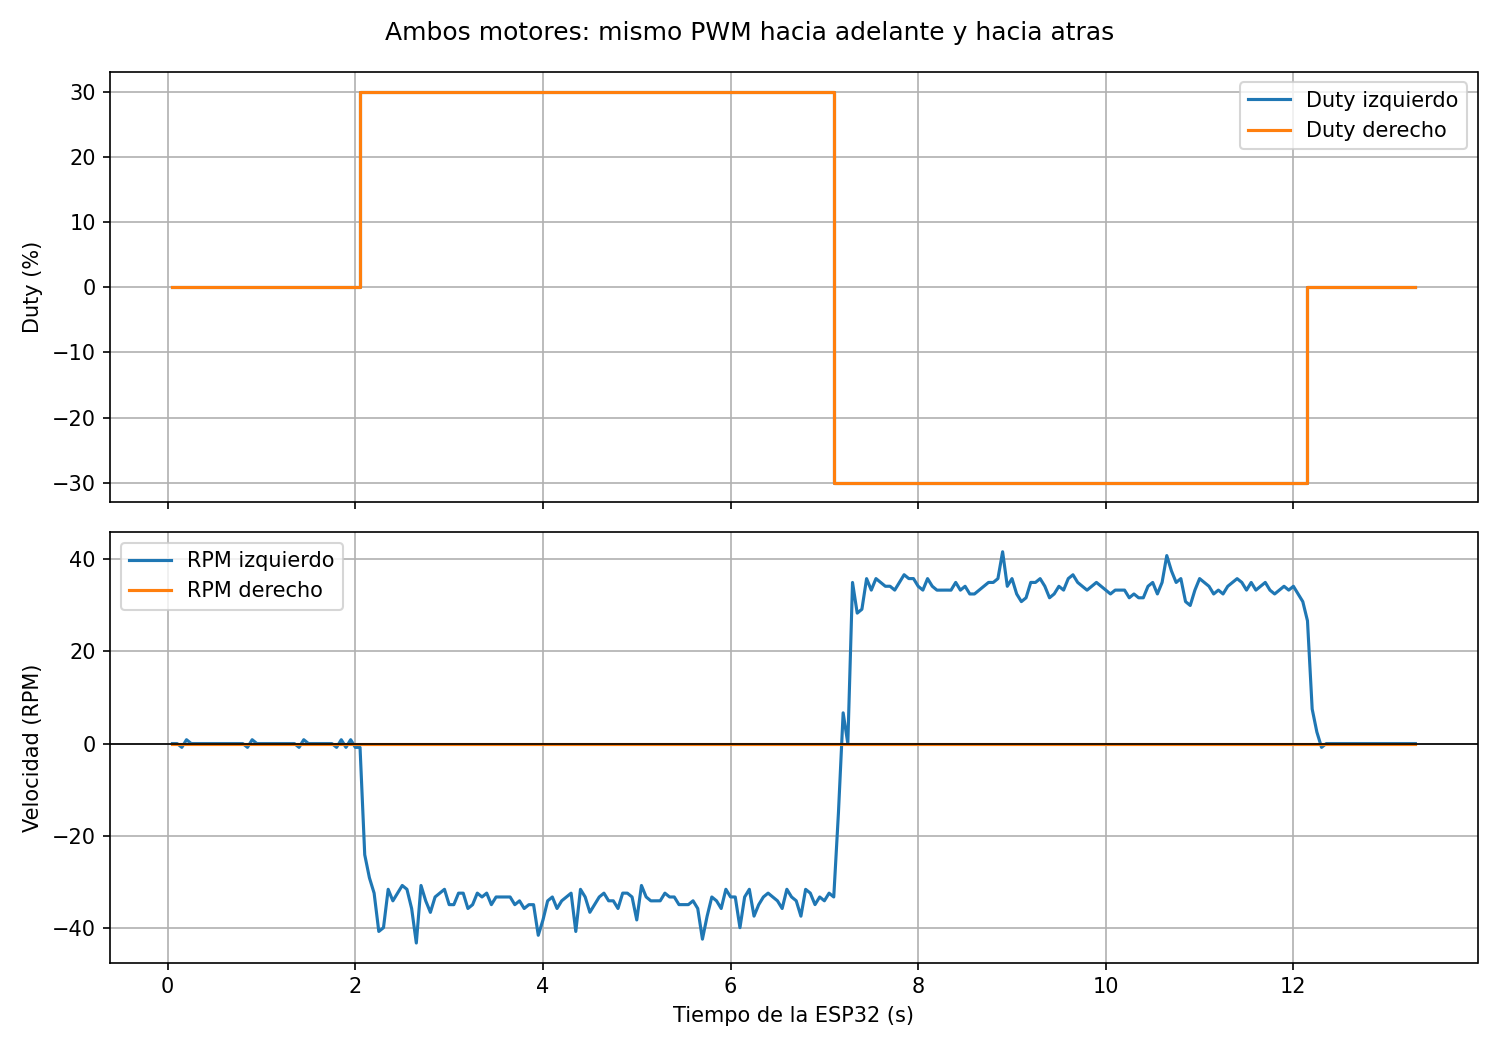 Ambos motores: mismo PWM hacia adelante y hacia atras
30
20
10
0
−10
−20
−30
Duty (%)
Duty izquierdo
Duty derecho
40
20
0
−20
−40
Velocidad (RPM)
RPM izquierdo
RPM derecho
0 2 4 6 8 10 12
Tiempo de la ESP32 (s)